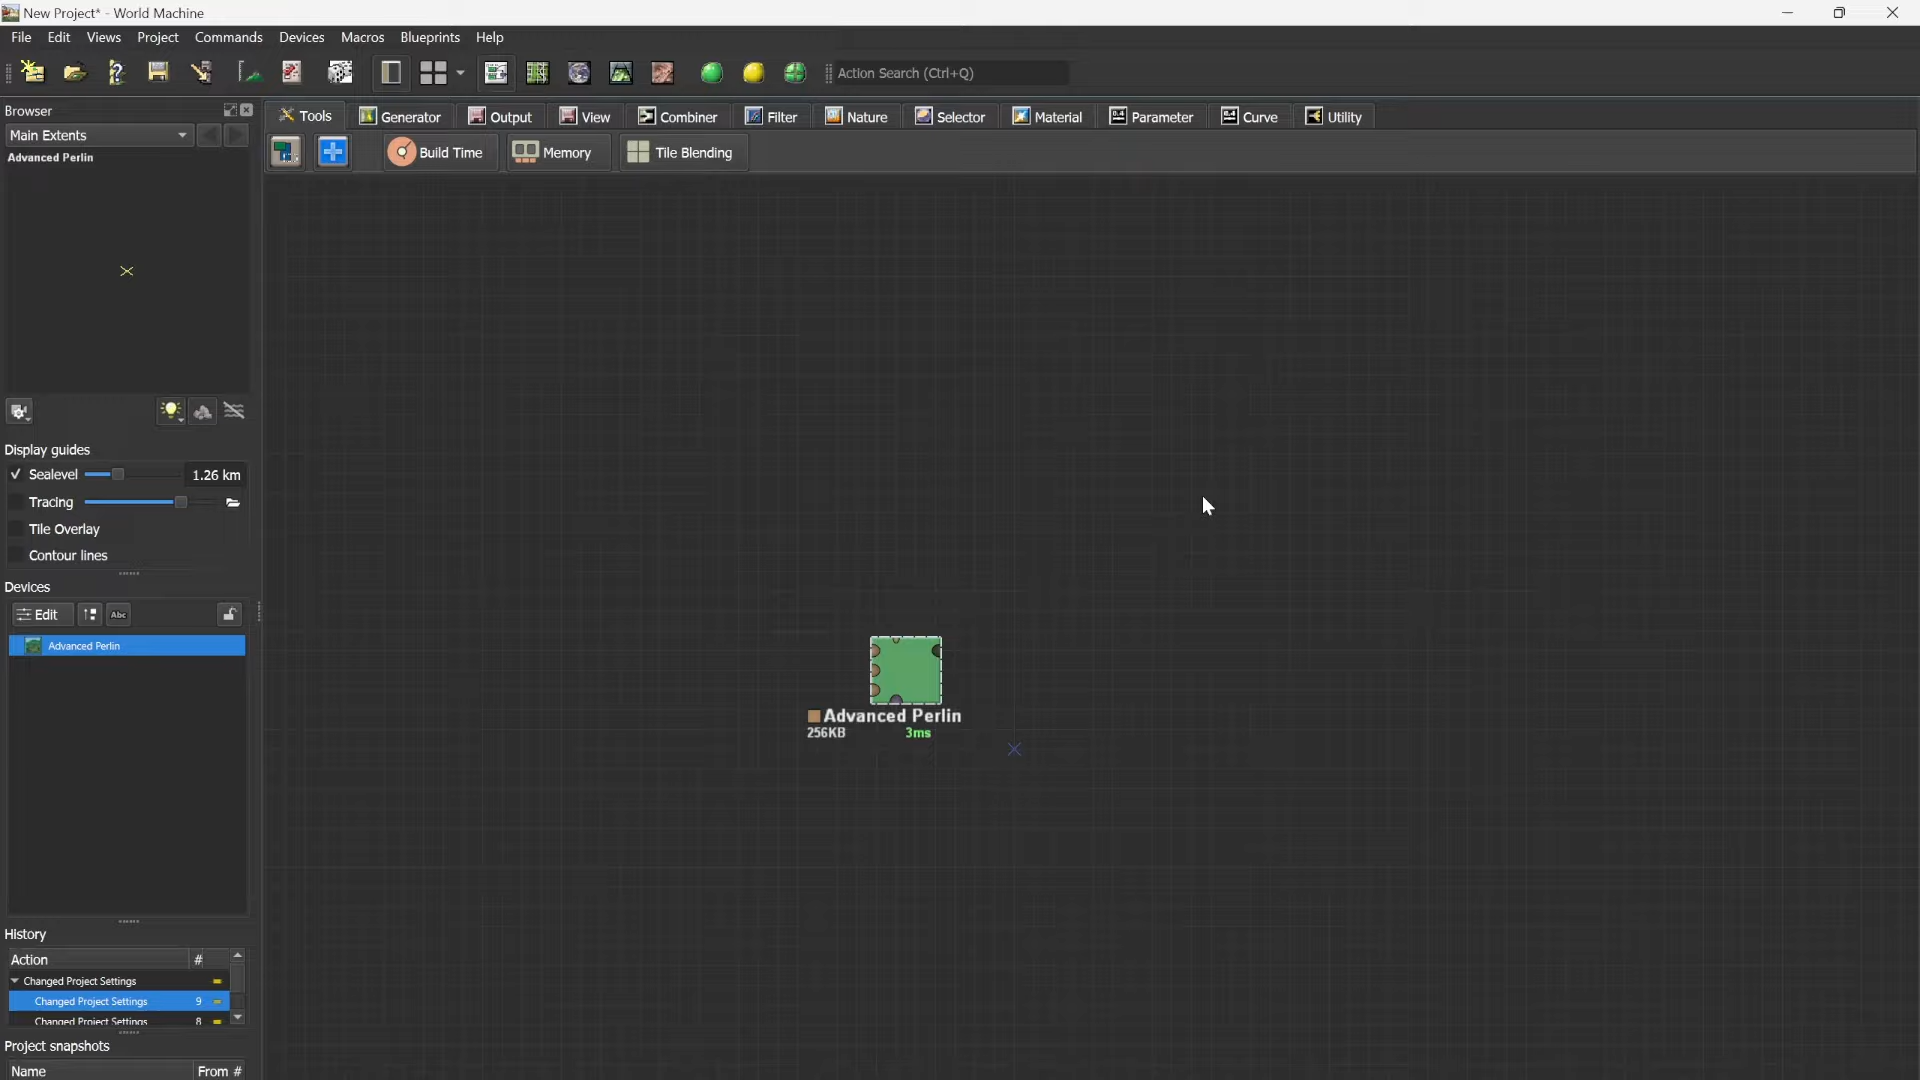 New Project* - World Machine
File Edit Views Project Commands Devices Macros Blueprints Help
Action Search (Ctrl+Q)
Browser
Main Extents
Advanced Perlin
Tools Generator Output View Combiner Filter Nature Selector Material Parameter Curve Utility
Build Time Memory Tile Blending
Display guides
Sealevel 1.26 km
Tracing
Tile Overlay
Contour lines
Devices
Edit Abc
Advanced Perlin
Advanced Perlin
256KB 3ms
History
Action #
Changed Project Settings
Changed Project Settings 9
Changed Project Settings 8
Project snapshots
Name From #